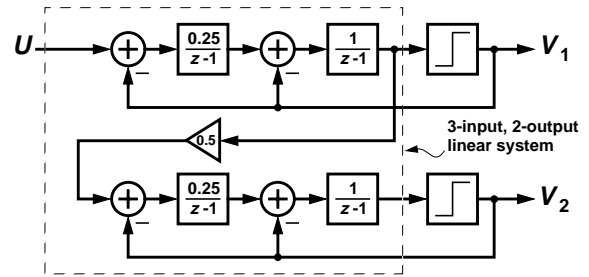 U
0.25
z-1
1
z-1
V1
0.5
3-input, 2-output
linear system
0.25
z-1
1
z-1
V2